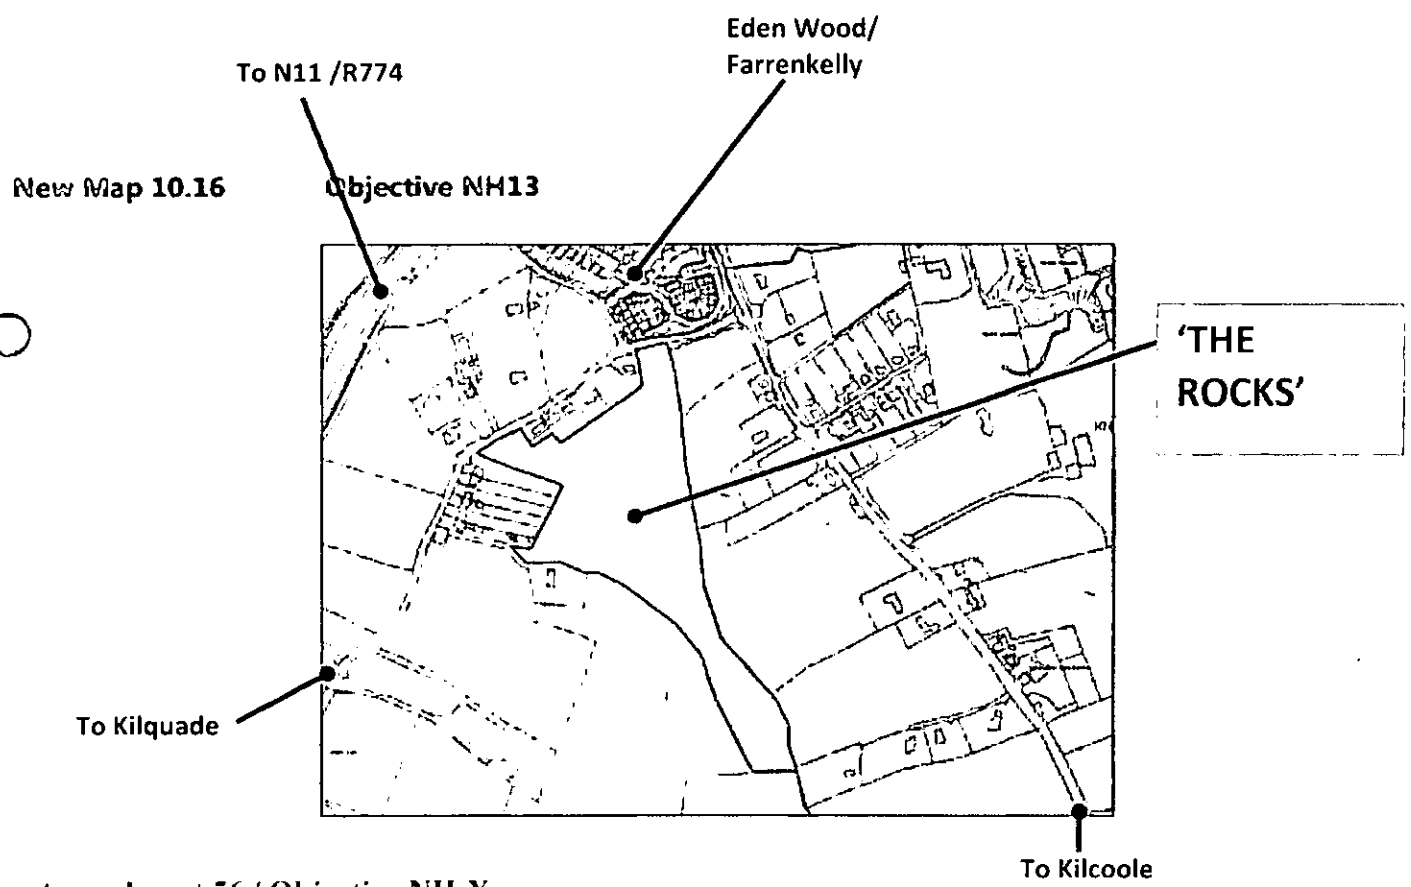 Eden Wood/
Farrenkelly
To N11 /R774
New Map 10.16 Objective NH13
'THE
ROCKS'
To Kilquade
To Kilcoole